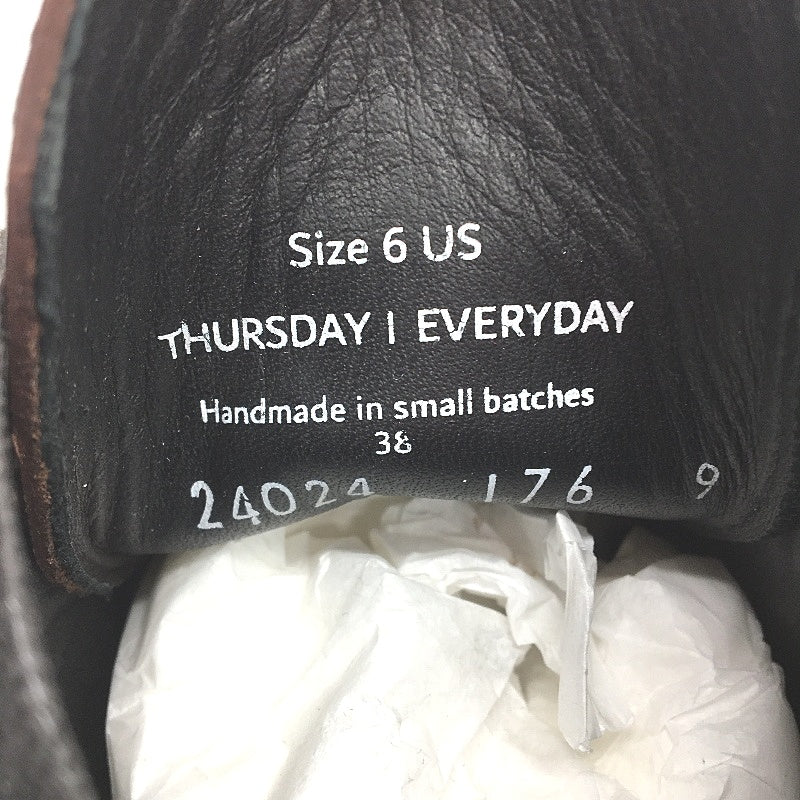 Size 6 US
THURSDAY | EVERYDAY
Handmade in small batches
38
24024 176 9